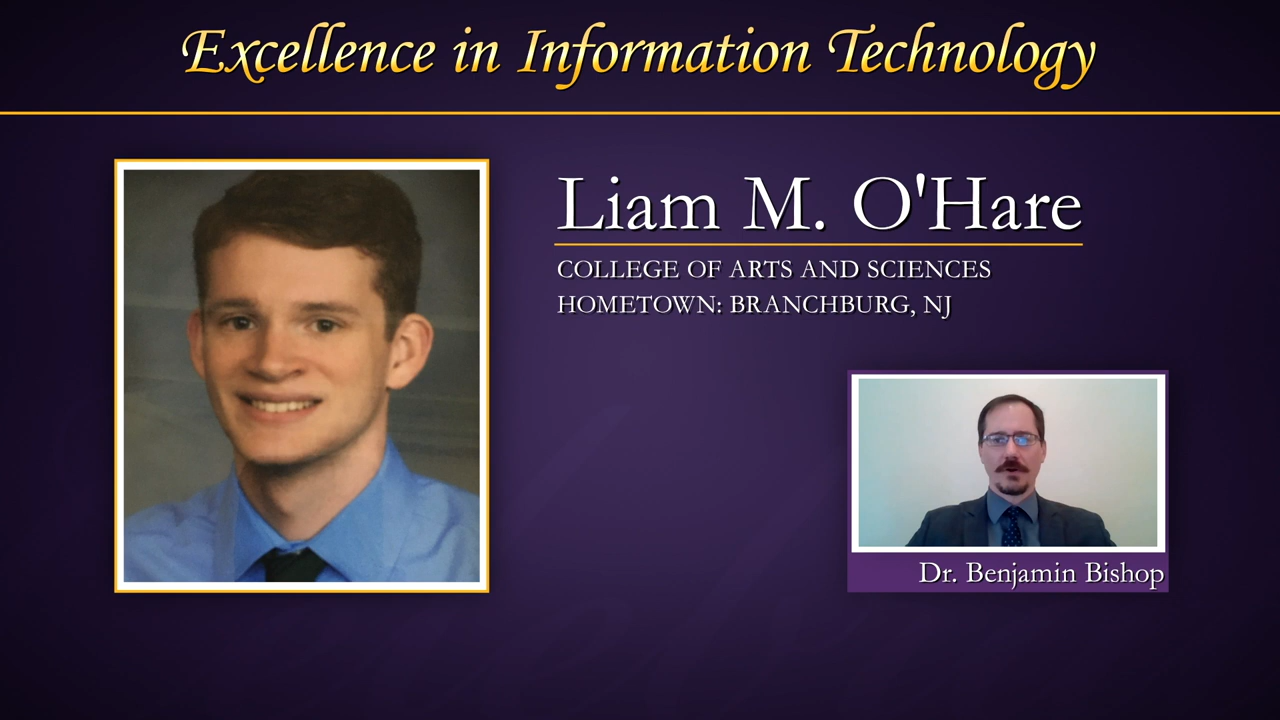 Excellence in Information Technology
Liam M. O'Hare
COLLEGE OF ARTS AND SCIENCES
HOMETOWN: BRANCHBURG, NJ
Dr. Benjamin Bishop